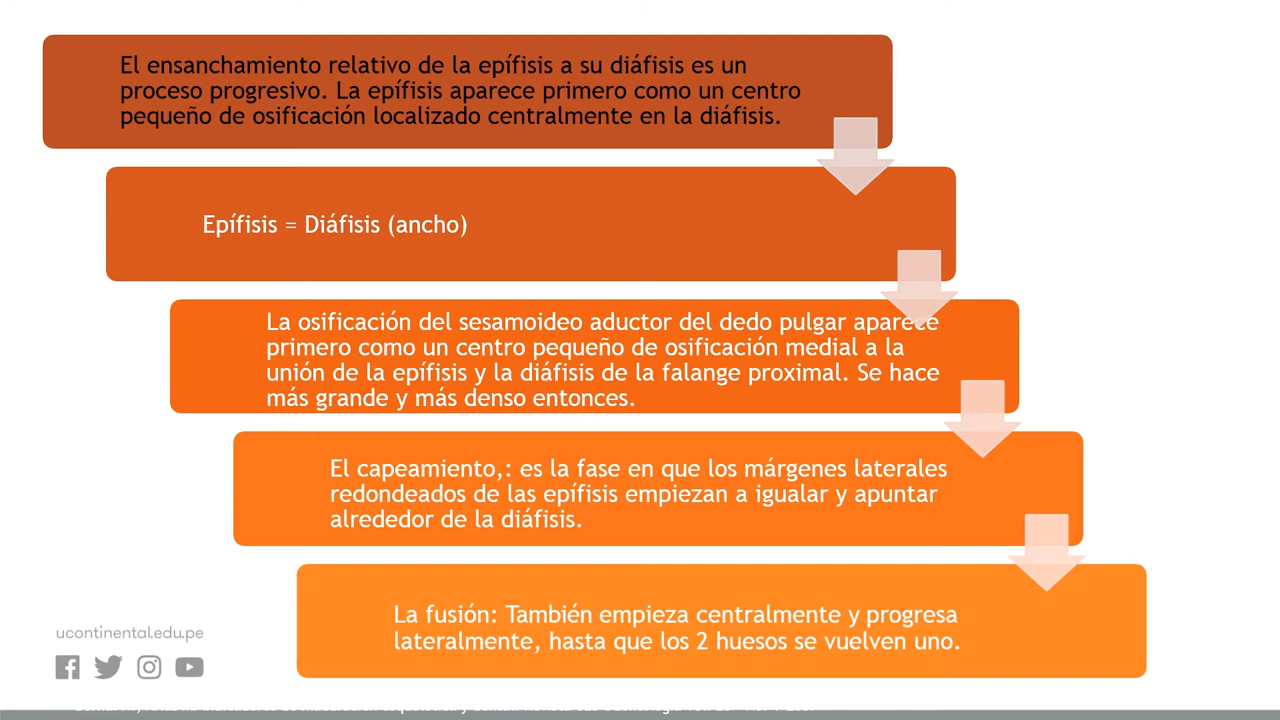 El ensanchamiento relativo de la epífisis a su diáfisis es un
proceso progresivo. La epífisis aparece primero como un centro
pequeño de osificación localizado centralmente en la diáfisis.
Epífisis = Diáfisis (ancho)
La osificación del sesamoideo aductor del dedo pulgar aparece
primero como un centro pequeño de osificación medial a la
unión de la epífisis y la diáfisis de la falange proximal. Se hace
más grande y más denso entonces.
El capeamiento,: es la fase en que los márgenes laterales
redondeados de las epífisis empiezan a igualar y apuntar
alrededor de la diáfisis.
La fusión: También empieza centralmente y progresa
lateralmente, hasta que los 2 huesos se vuelven uno.
ucontinental.edu.pe